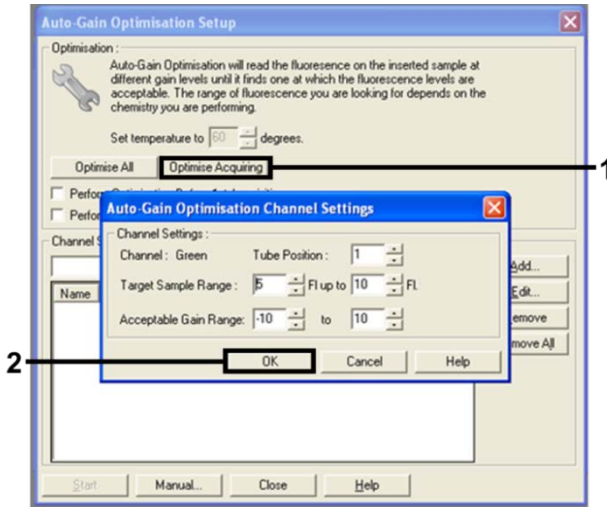 Auto-Gain Optimisation Setup
Optimisation :
Auto-Gain Optimisation will read the fluoresence on the inserted sample at
different gain levels until it finds one at which the fluorescence levels are
acceptable. The range of fluorescence you are looking for depends on the
chemistry you are performing.
Set temperature to 60 degrees.
Optimise All Optimise Acquiring
1
Auto-Gain Optimisation Channel Settings
Channel Settings :
Channel : Green Tube Position : 1
Target Sample Range : 5 Fl up to 10 Fl.
Acceptable Gain Range: -10 to 10
OK Cancel Help
2
Name
Add...
Edit...
Start Manual... Close Help